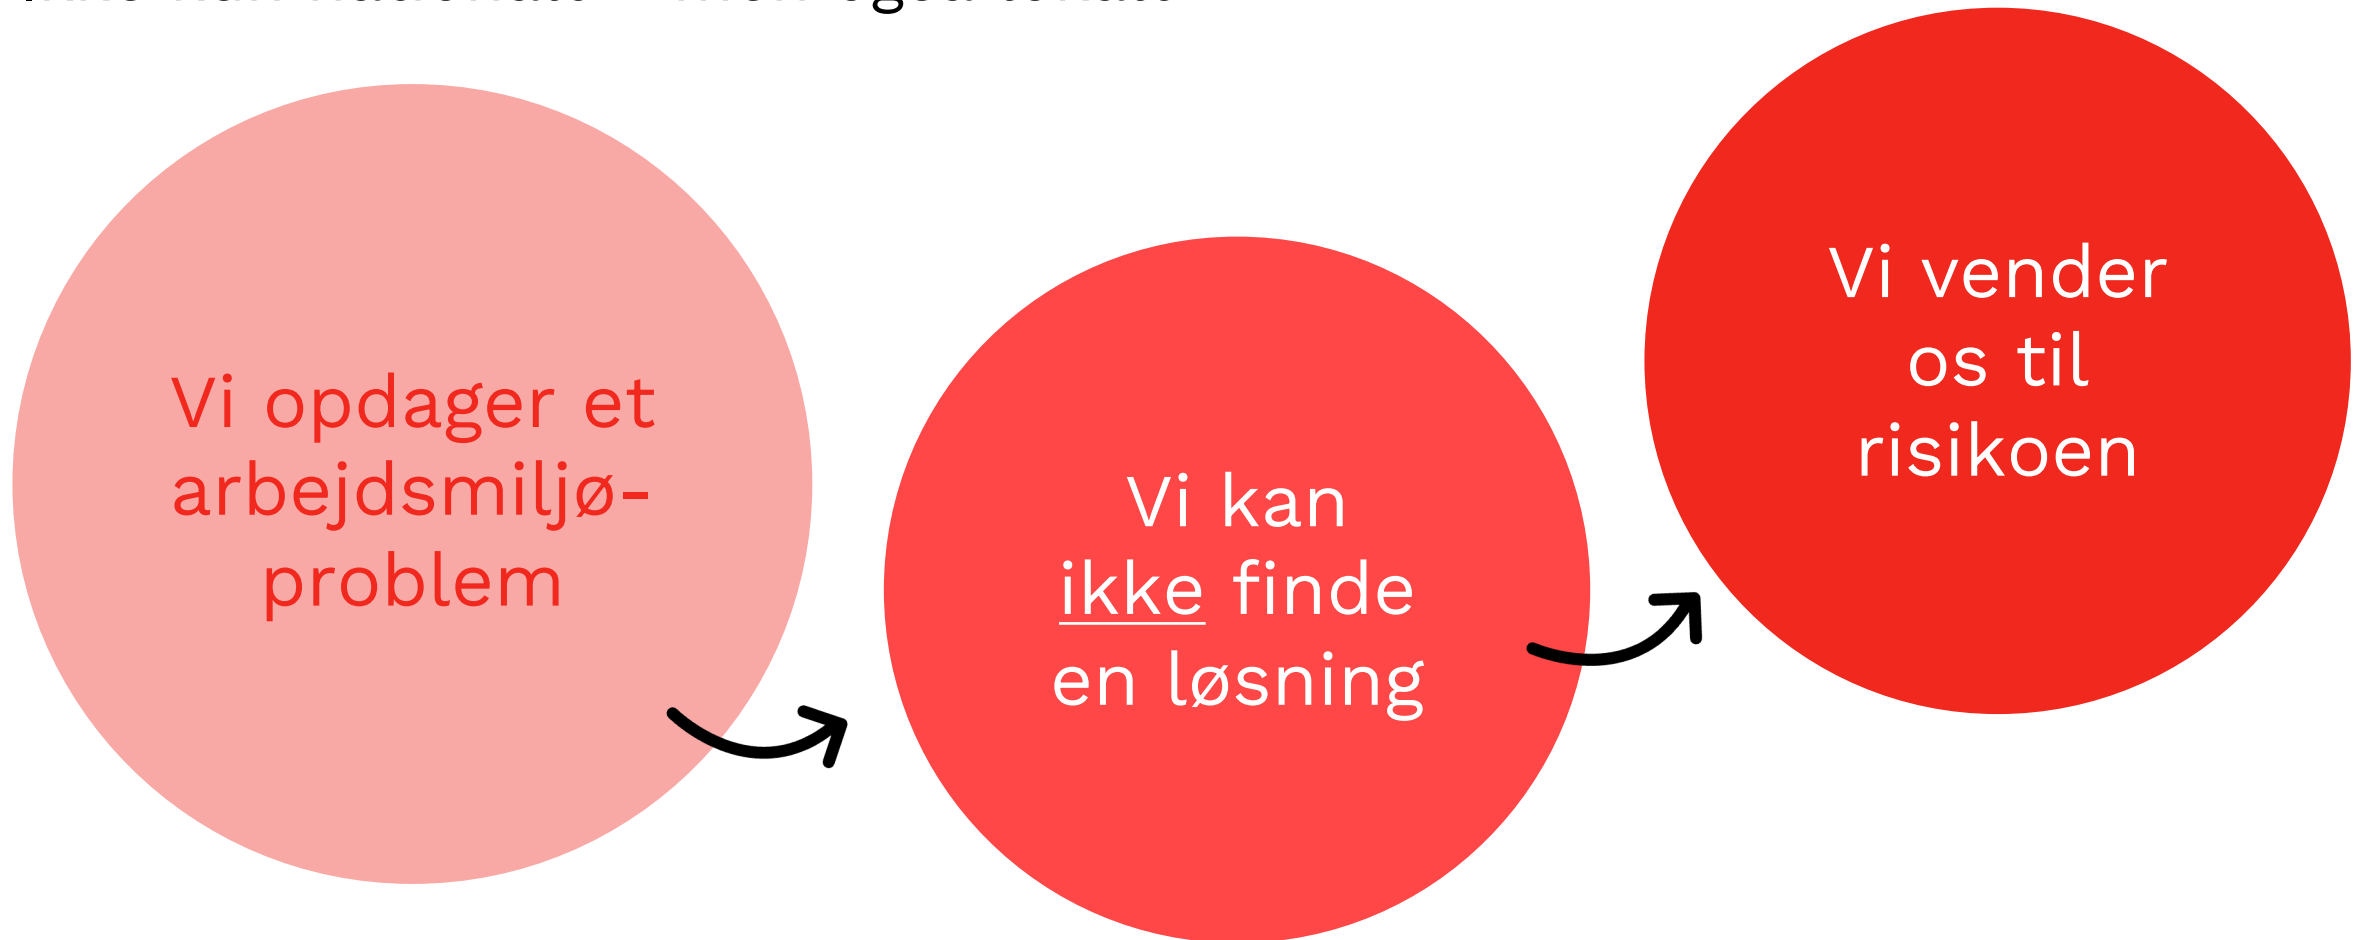 Vi opdager et
arbejdsmiljø-
problem
Vi kan
ikke finde
en løsning
Vi vender
os til
risikoen